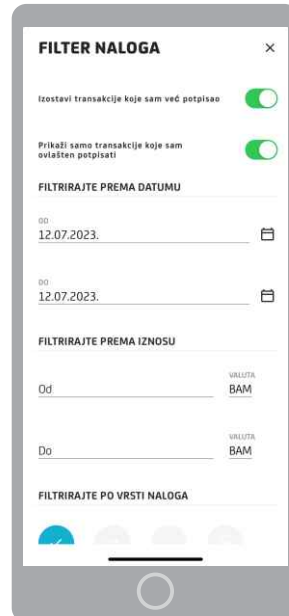 FILTER NALOGA
Izostavi transakcije koje sam već potpisao
Prikaži samo transakcije koje sam
ovlašten potpisati
FILTRIRAJTE PREMA DATUMU
OD
12.07.2023.
DO
12.07.2023.
FILTRIRAJTE PREMA IZNOSU
VALUTA
Od BAM
VALUTA
Do BAM
FILTRIRAJTE PO VRSTI NALOGA